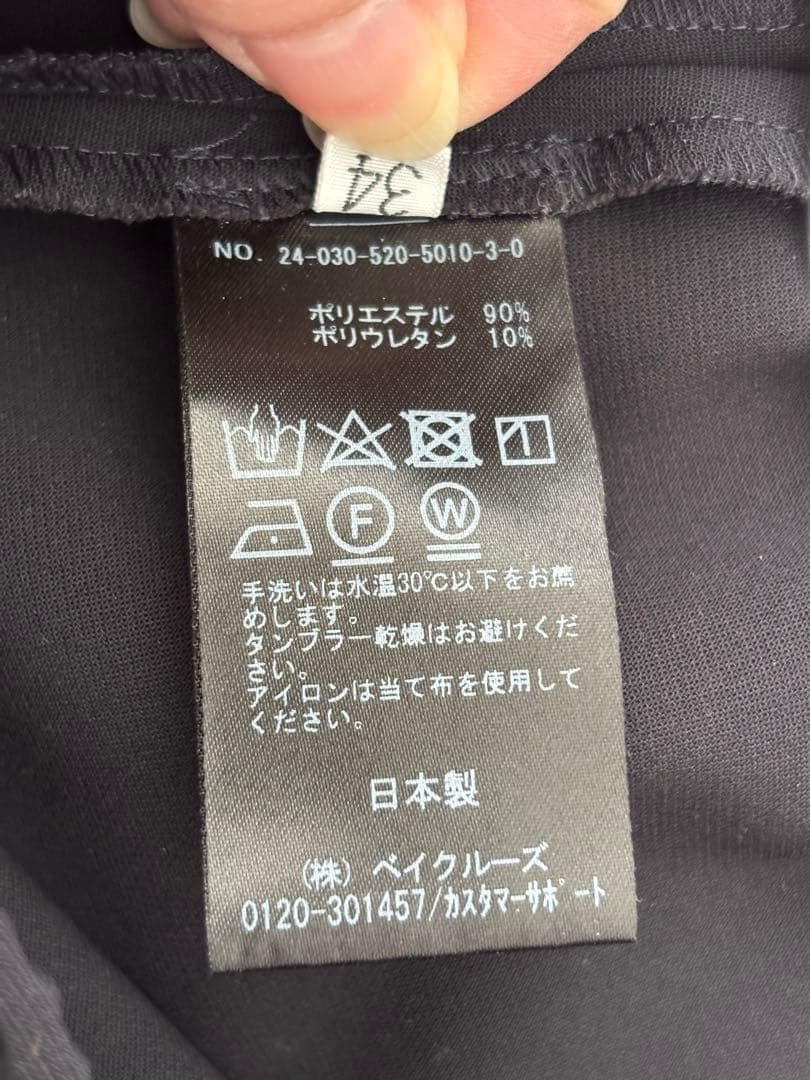 34
NO. 24-030-520-5010-3-0
ポリエステル 90%
ポリウレタン 10%
F W
手洗いは水温30℃以下をお薦
めします。
タンブラー乾燥はお避けくだ
さい。
アイロンは当て布を使用して
ください。
日本製
(株) ベイクルーズ
0120-301457/ｶｽﾀﾏｰｻﾎﾟｰﾄ